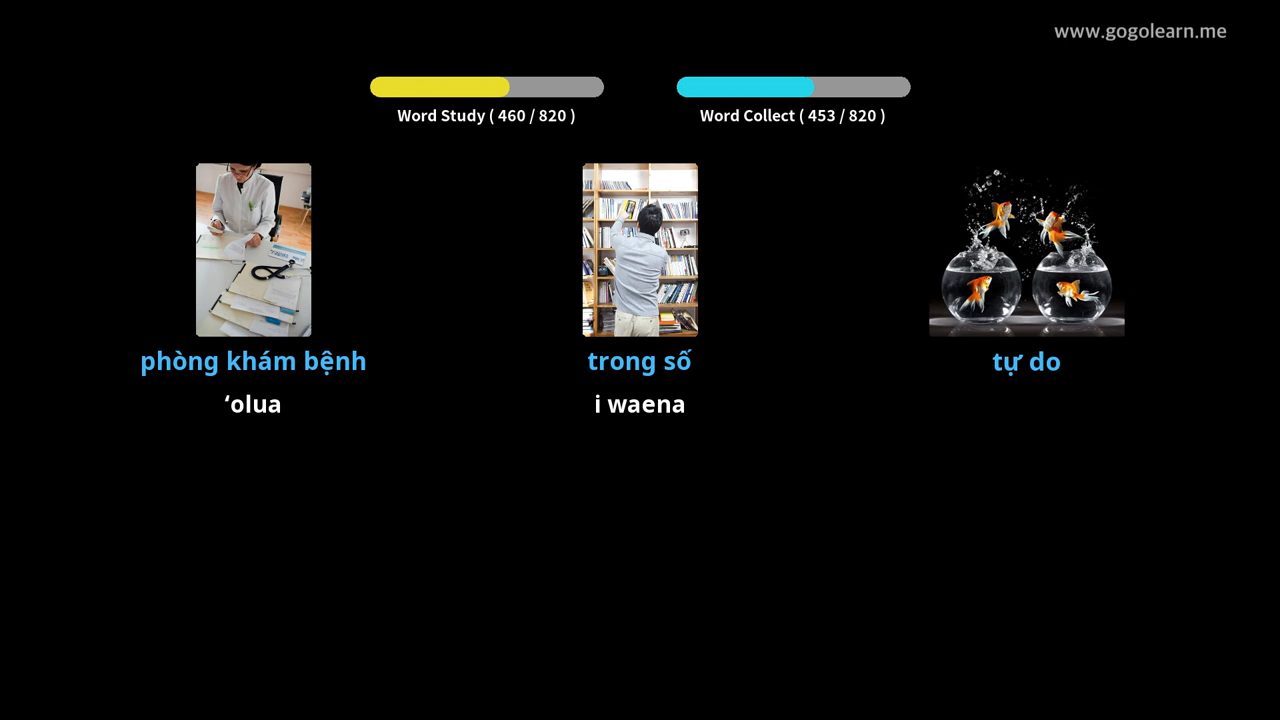 www.gogolearn.me
Word Study ( 460 / 820 )
Word Collect ( 453 / 820 )
phòng khám bệnh
ʻolua
trong số
i waena
tự do